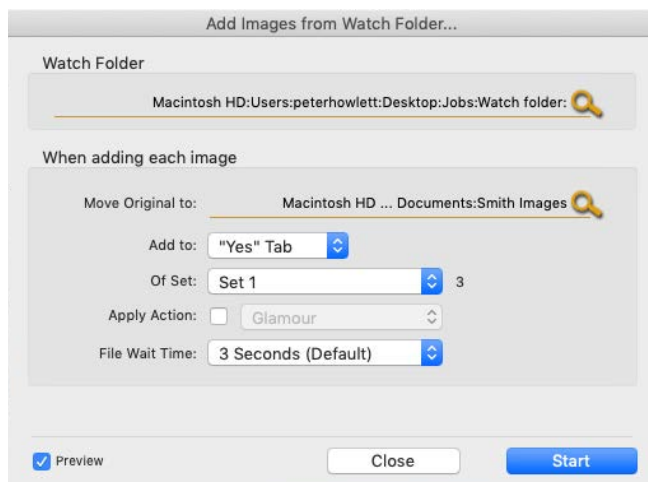 Add Images from Watch Folder...
Watch Folder
Macintosh HD:Users:peterhowlett:Desktop:Jobs:Watch folder:
When adding each image
Move Original to: Macintosh HD ... Documents:Smith Images
Add to: "Yes" Tab
Of Set: Set 1 3
Apply Action: Glamour
File Wait Time: 3 Seconds (Default)
Preview Close Start